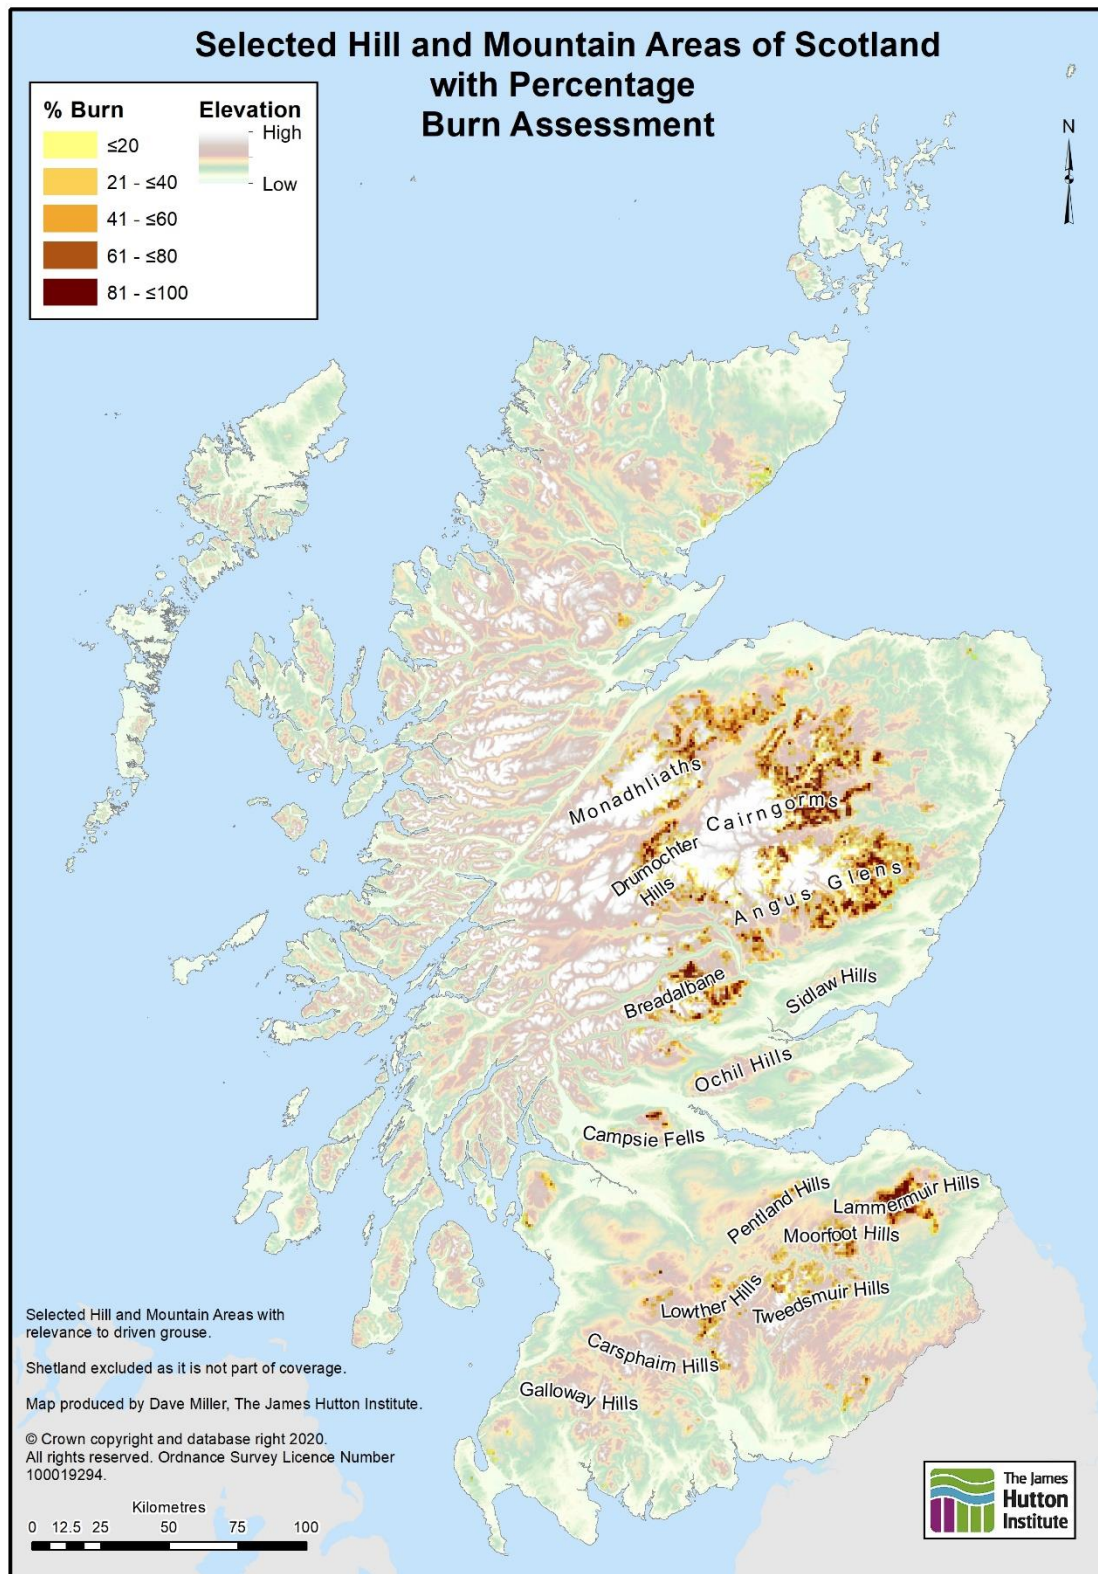 Selected Hill and Mountain Areas of Scotland
with Percentage
Burn Assessment
% Burn
≤20
21 - ≤40
41 - ≤60
61 - ≤80
81 - ≤100
Elevation
High
Low
N
Monadhliaths
Cairngorms
Drumochter
Hills
Angus Glens
Breadalbane
Sidlaw Hills
Ochil Hills
Campsie Fells
Pentland Hills
Lammermuir Hills
Moorfoot Hills
Lowther Hills
Tweedsmuir Hills
Carsphairn Hills
Galloway Hills
Selected Hill and Mountain Areas with
relevance to driven grouse.
Shetland excluded as it is not part of coverage.
Map produced by Dave Miller, The James Hutton Institute.
© Crown copyright and database right 2020.
All rights reserved. Ordnance Survey Licence Number
100019294.
Kilometres
0 12.5 25 50 75 100
The James
Hutton
Institute